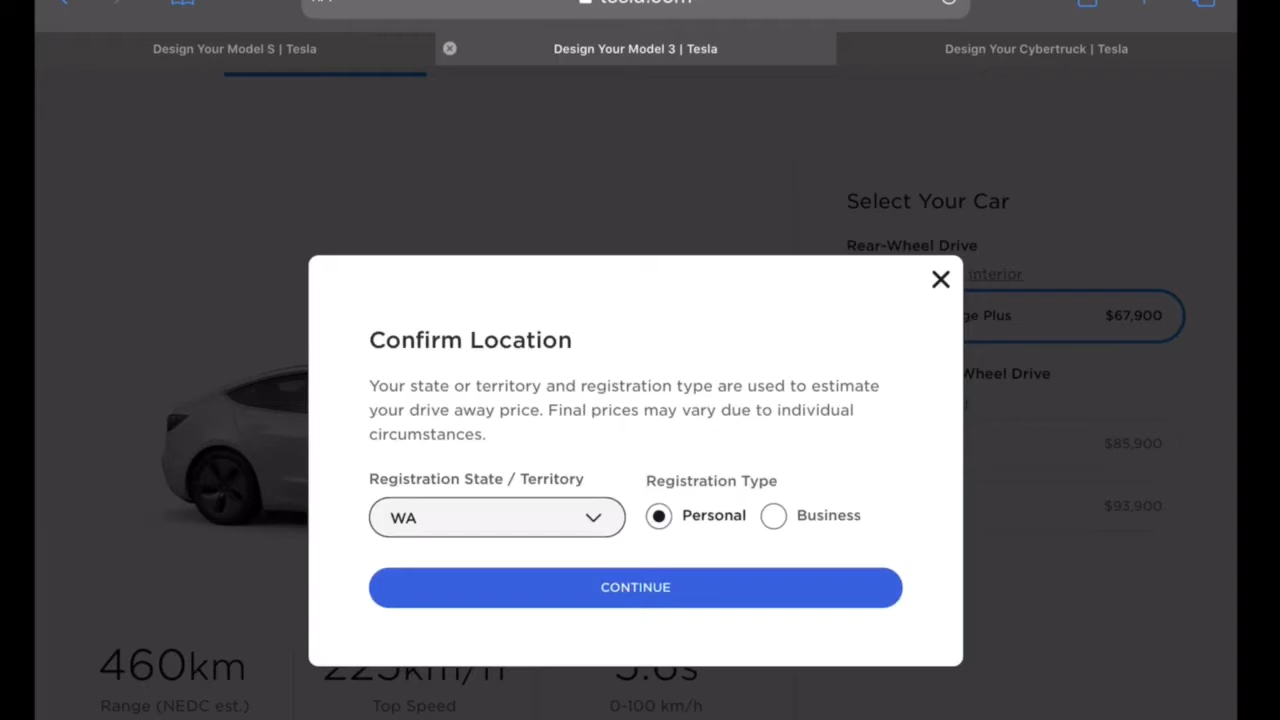 Design Your Model S | Tesla
Design Your Model 3 | Tesla
Design Your Cybertruck | Tesla
Select Your Car
Rear-Wheel Drive
interior
Plus $67,900
Wheel Drive
$85,900
$93,900
Confirm Location
Your state or territory and registration type are used to estimate
your drive away price. Final prices may vary due to individual
circumstances.
Registration State / Territory
Registration Type
WA
Personal
Business
CONTINUE
460km
Range (NEDC est.)
Top Speed
0-100 km/h